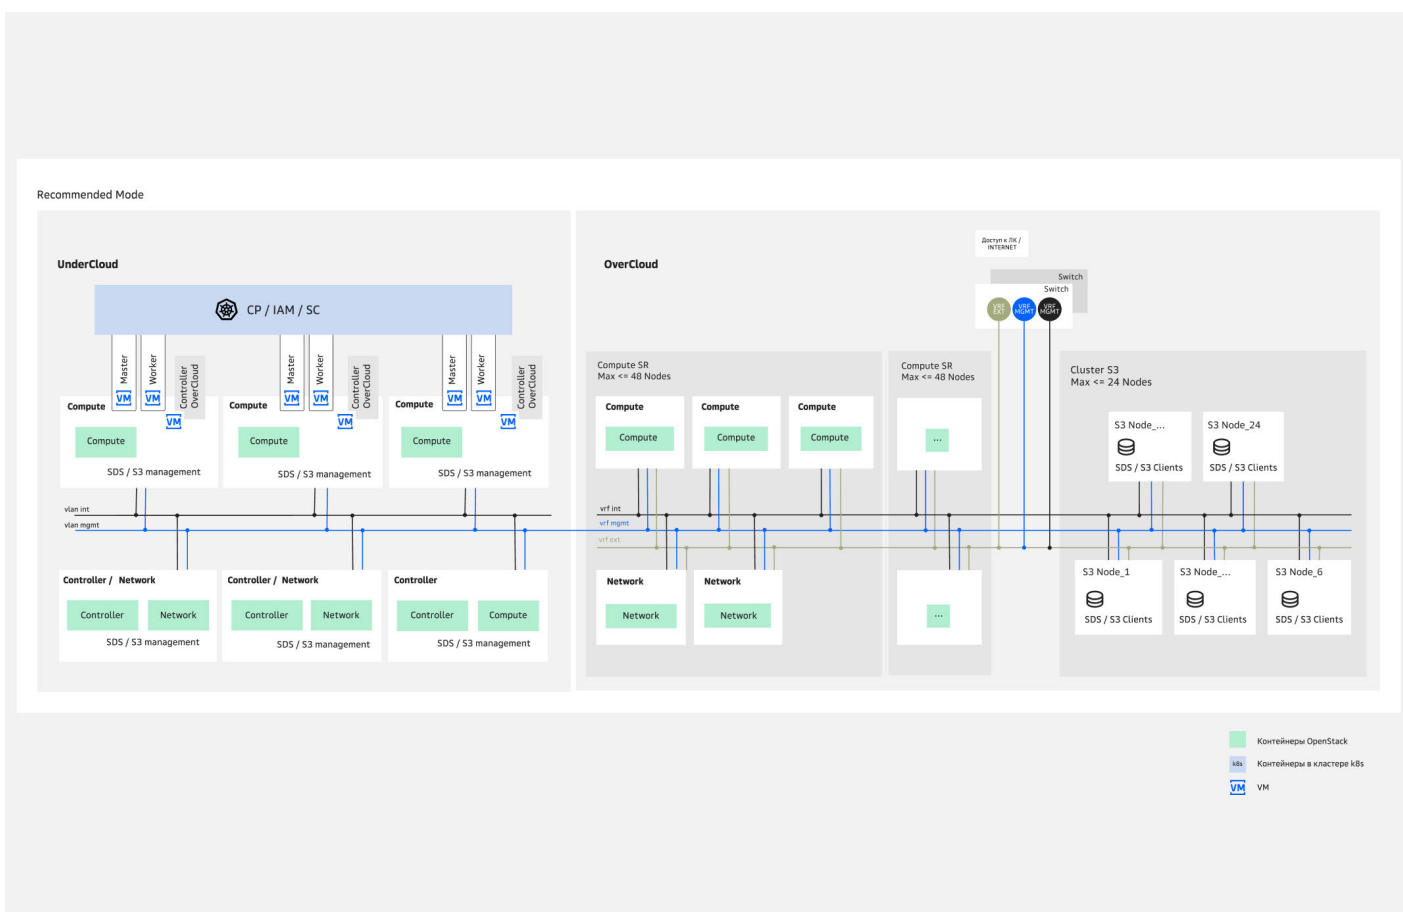 Recommended Mode
UnderCloud
CP / IAM / SC
Master
Worker
Controller
OverCloud
Master
Worker
Controller
OverCloud
Master
Worker
Controller
OverCloud
VM
VM
VM
VM
VM
VM
VM
VM
VM
Compute
Compute
Compute
Compute
Compute
Compute
SDS / S3 management
SDS / S3 management
SDS / S3 management
vlan int
vlan mgmt
Controller / Network
Controller / Network
Controller
Controller
Network
Controller
Network
Controller
Compute
SDS / S3 management
SDS / S3 management
SDS / S3 management
OverCloud
Доступ к ЛК /
INTERNET
Switch
Switch
VRF
EXT
VRF
MGMT
VRF
MGMT
Compute SR
Max <= 48 Nodes
Compute
Compute
Compute
Compute
Compute
Compute
vrf int
vrf mgmt
vrf ext
Network
Network
Network
Network
Compute SR
Max <= 48 Nodes
...
...
Cluster S3
Max <= 24 Nodes
S3 Node_...
S3 Node_24
SDS / S3 Clients
SDS / S3 Clients
S3 Node_1
S3 Node_...
S3 Node_6
SDS / S3 Clients
SDS / S3 Clients
SDS / S3 Clients
Контейнеры OpenStack
k8s
Контейнеры в кластере k8s
VM
VM